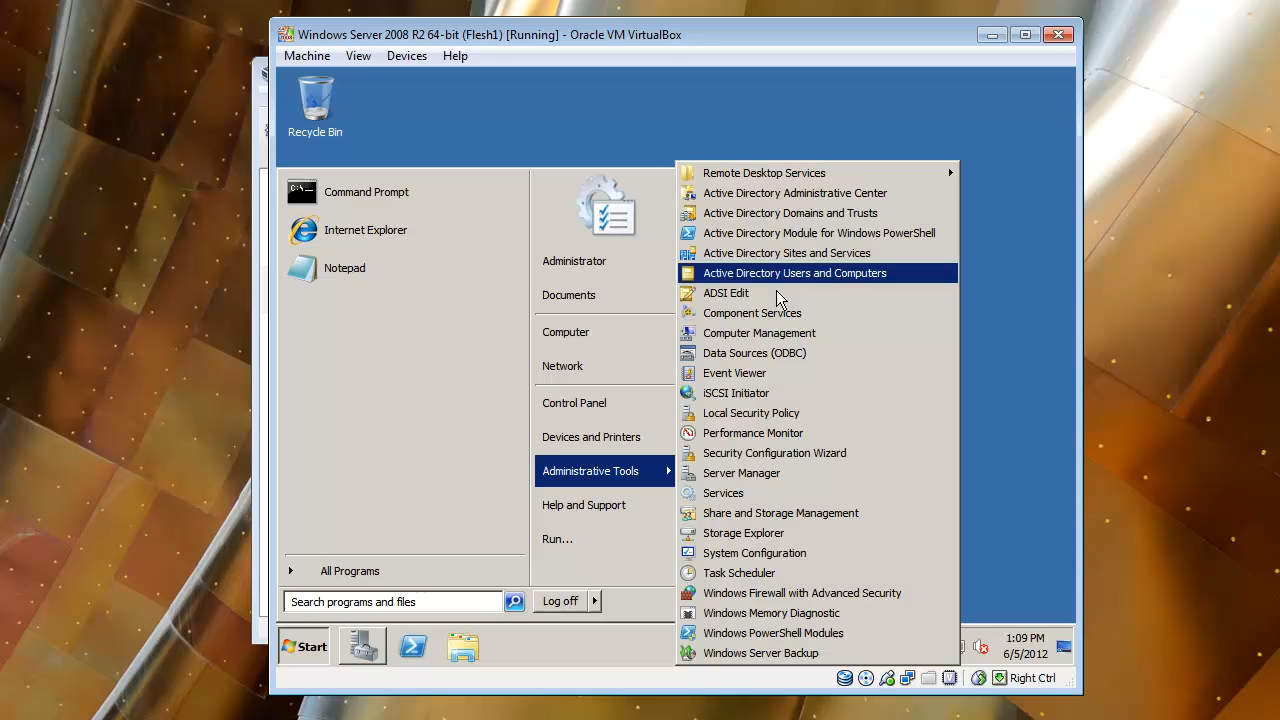 Windows Server 2008 R2 64-bit (Flesh1) [Running] - Oracle VM VirtualBox
Machine View Devices Help
Recycle Bin
Command Prompt
Internet Explorer
Notepad
All Programs
Search programs and files
Administrator
Documents
Computer
Network
Control Panel
Devices and Printers
Administrative Tools
Help and Support
Run...
Log off
Remote Desktop Services
Active Directory Administrative Center
Active Directory Domains and Trusts
Active Directory Module for Windows PowerShell
Active Directory Sites and Services
Active Directory Users and Computers
ADSI Edit
Component Services
Computer Management
Data Sources (ODBC)
Event Viewer
iSCSI Initiator
Local Security Policy
Performance Monitor
Security Configuration Wizard
Server Manager
Services
Share and Storage Management
Storage Explorer
System Configuration
Task Scheduler
Windows Firewall with Advanced Security
Windows Memory Diagnostic
Windows PowerShell Modules
Windows Server Backup
Start
1:09 PM
6/5/2012
Right Ctrl